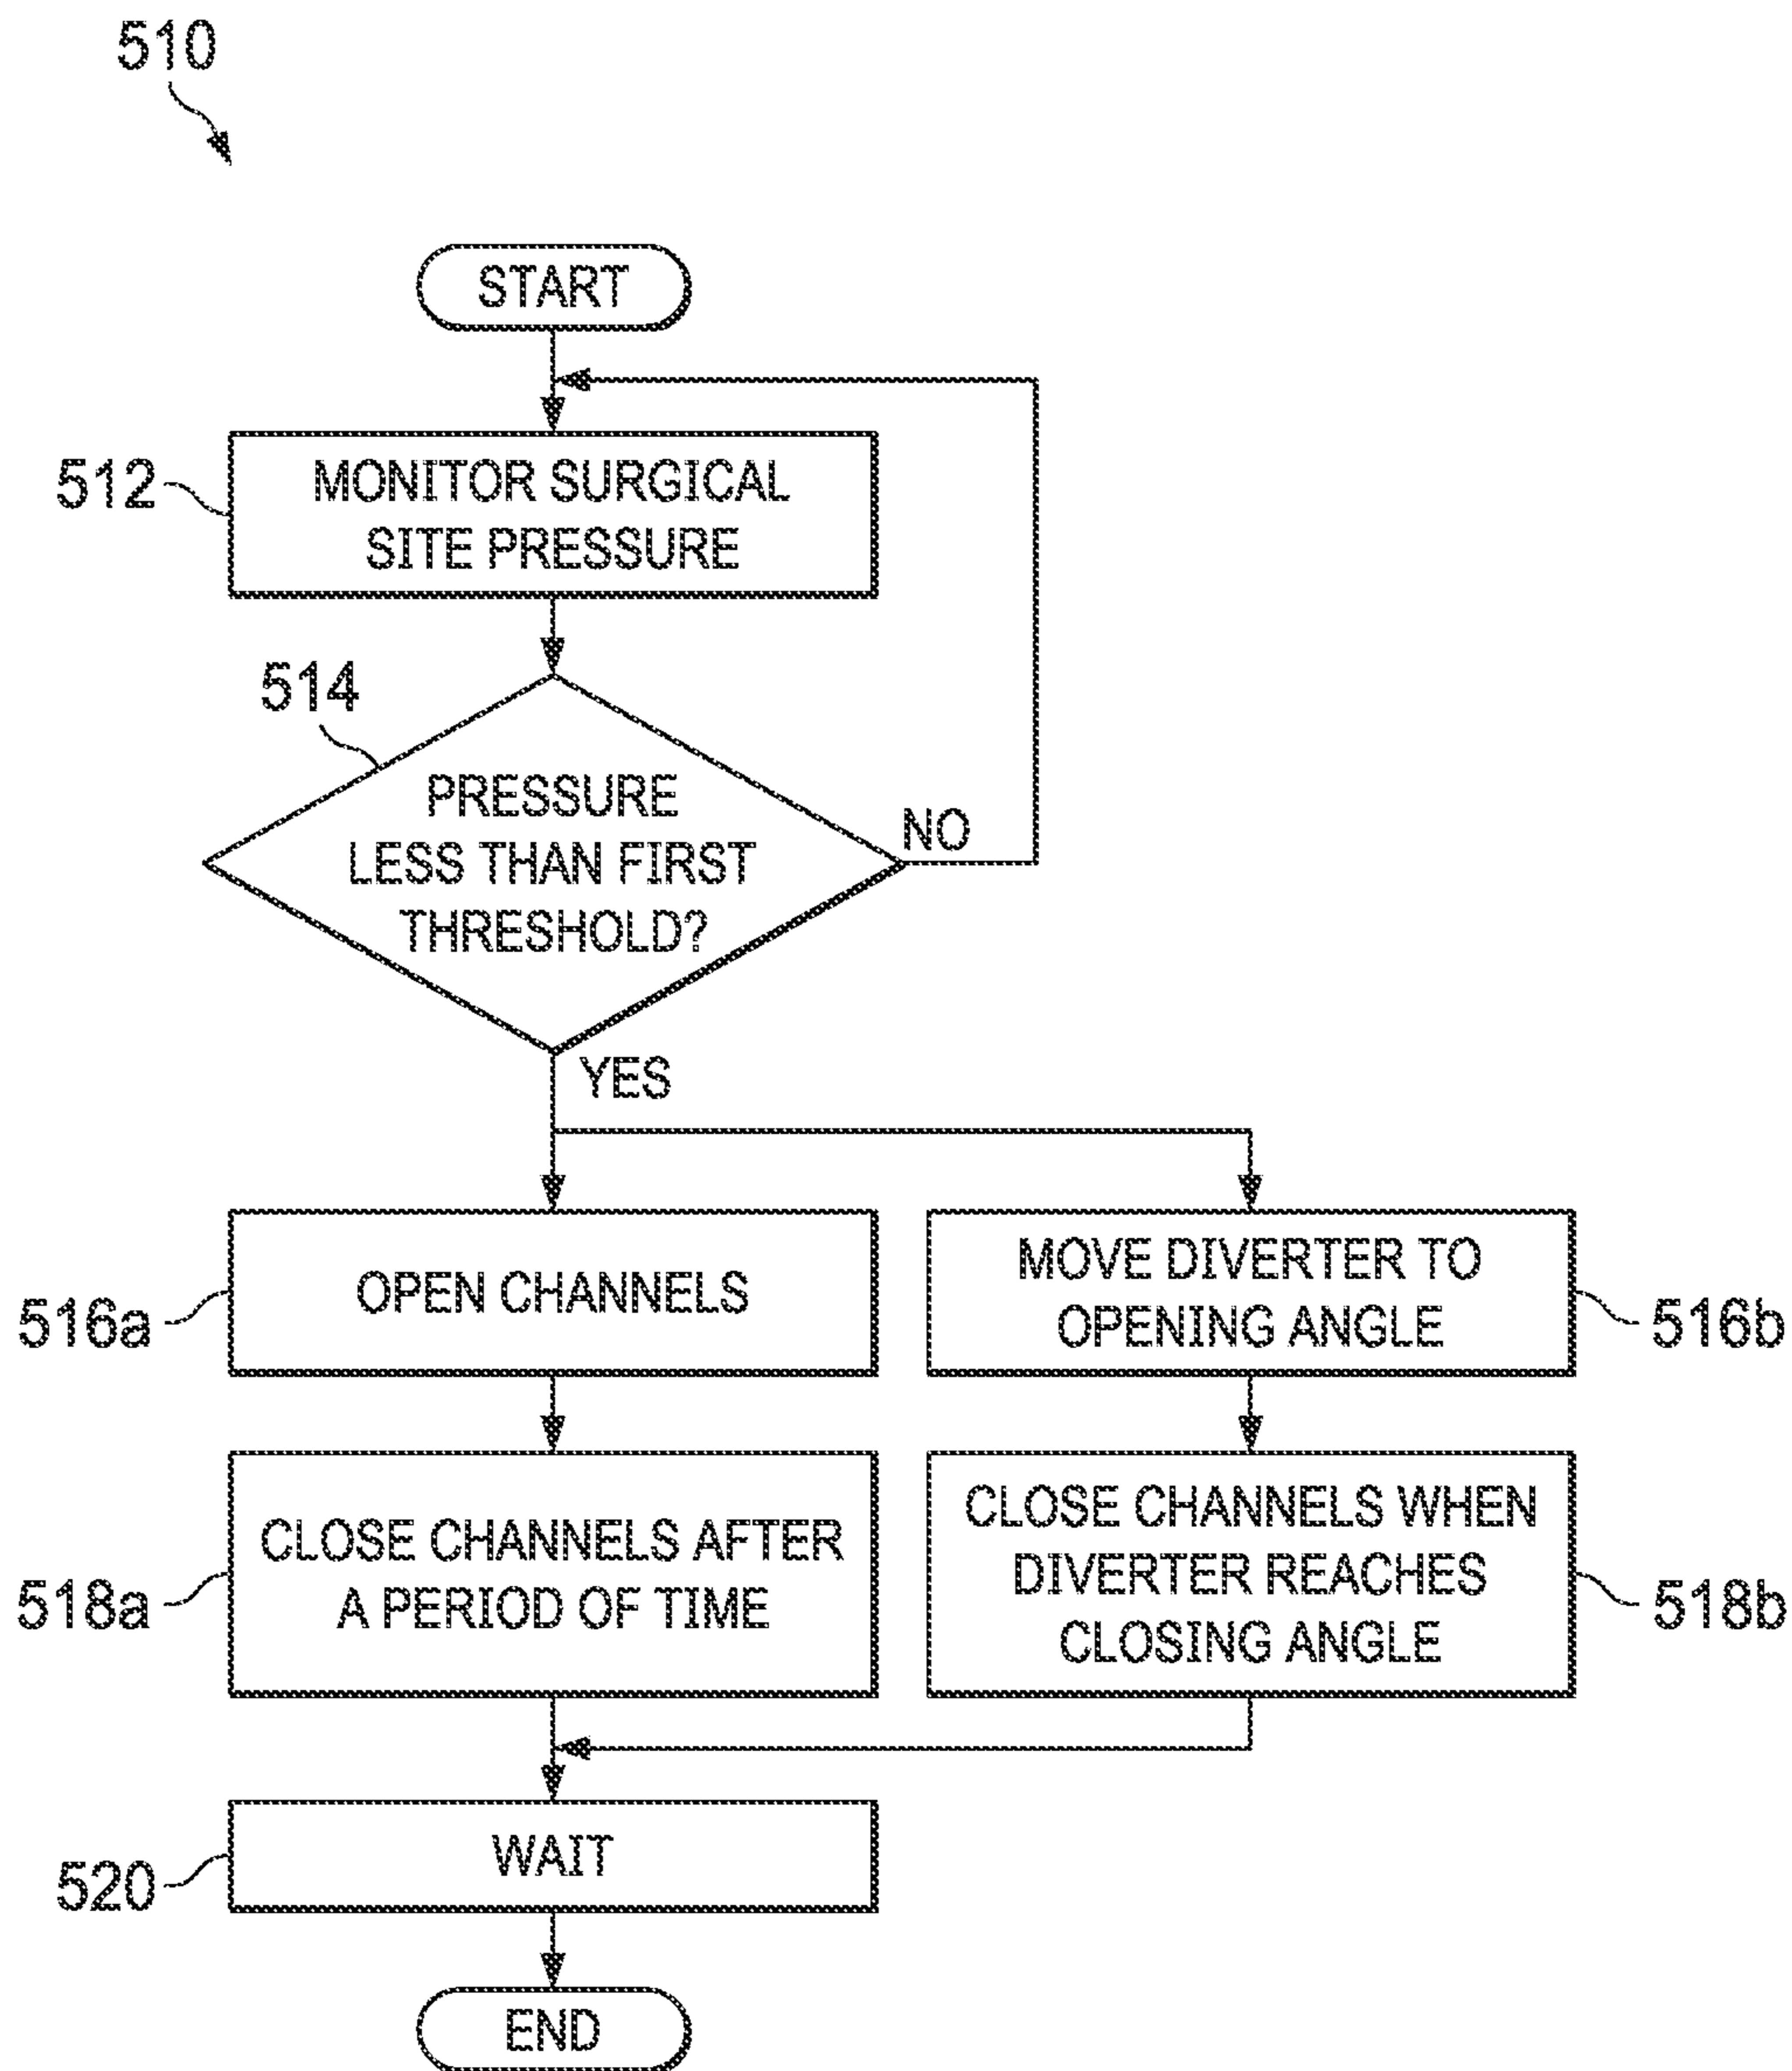 510
START
512
MONITOR SURGICAL
SITE PRESSURE
514
PRESSURE
LESS THAN FIRST
THRESHOLD?
NO
YES
516a
OPEN CHANNELS
MOVE DIVERTER TO
OPENING ANGLE
516b
518a
CLOSE CHANNELS AFTER
A PERIOD OF TIME
CLOSE CHANNELS WHEN
DIVERTER REACHES
CLOSING ANGLE
518b
520
WAIT
END